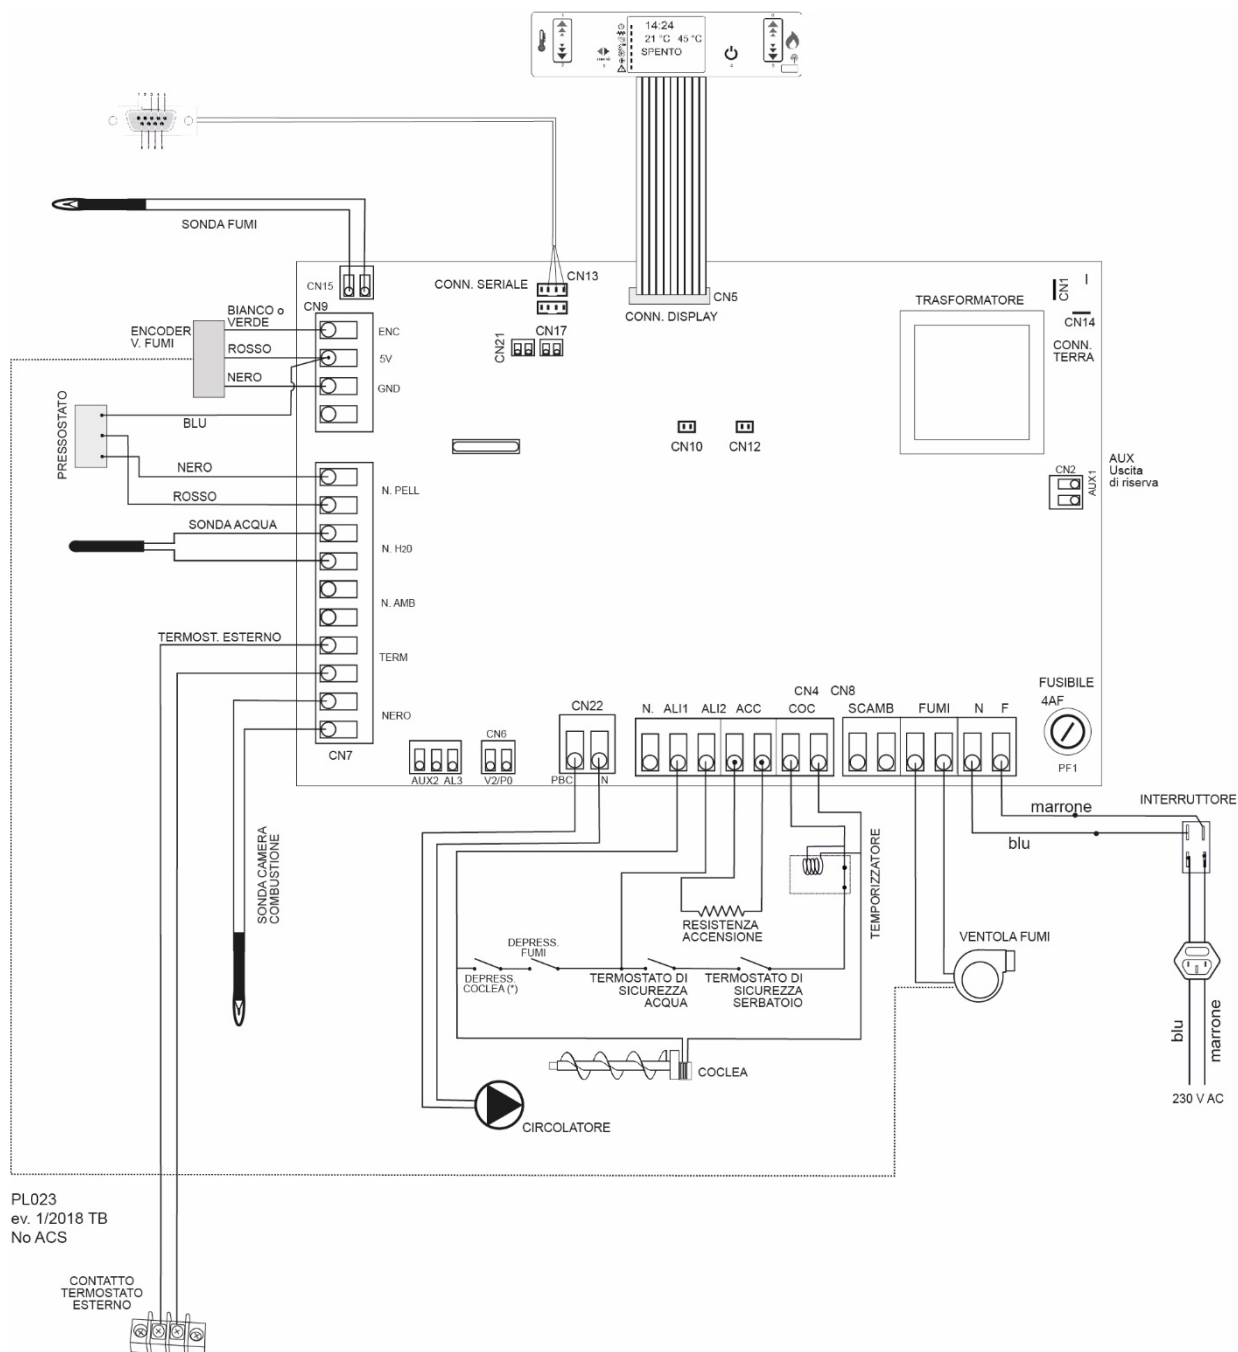 14:24
21 °C 45 °C
SPENTO
SONDA FUMI
CN15
CN9
BIANCO o
VERDE
ENCODER
V. FUMI
ROSSO
NERO
ENC
5V
GND
BLU
PRESSOSTATO
NERO
ROSSO
N. PELL
SONDA ACQUA
N. H20
N. AMB
TERMOST. ESTERNO
TERM
NERO
CN7
CONN. SERIALE
CN13
CN17
CN21
CN5
CONN. DISPLAY
CN10
CN12
TRASFORMATORE
CN1
CN14
CONN.
TERRA
CN2
AUX1
AUX
Uscita
di riserva
FUSIBILE
4AF
PF1
CN6
AUX2 AL3
V2/P0
CN22
PBC
N
CN4 CN8
N. ALI1 ALI2 ACC COC SCAMB FUMI N F
marrone
blu
INTERRUTTORE
TEMPORIZZATORE
RESISTENZA
ACCENSIONE
VENTOLA FUMI
SONDA CAMERA
COMBUSTIONE
DEPRESS.
FUMI
DEPRESS.
COCLEA (*)
TERMOSTATO DI
SICUREZZA
ACQUA
TERMOSTATO DI
SICUREZZA
SERBATOIO
COCLEA
CIRCOLATORE
blu
marrone
230 V AC
PL023
ev. 1/2018 TB
No ACS
CONTATTO
TERMOSTATO
ESTERNO